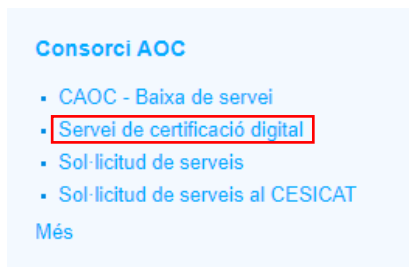 Consorci AOC
CAOC - Baixa de servei
Servei de certificació digital
Sol·licitud de serveis
Sol·licitud de serveis al CESICAT
Més